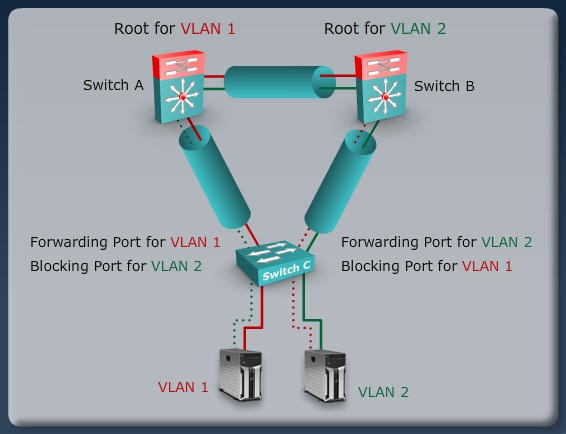 Root for VLAN 1
Root for VLAN 2
Switch A
Switch B
Forwarding Port for VLAN 1
Blocking Port for VLAN 2
Forwarding Port for VLAN 2
Blocking Port for VLAN 1
Switch C
VLAN 1
VLAN 2